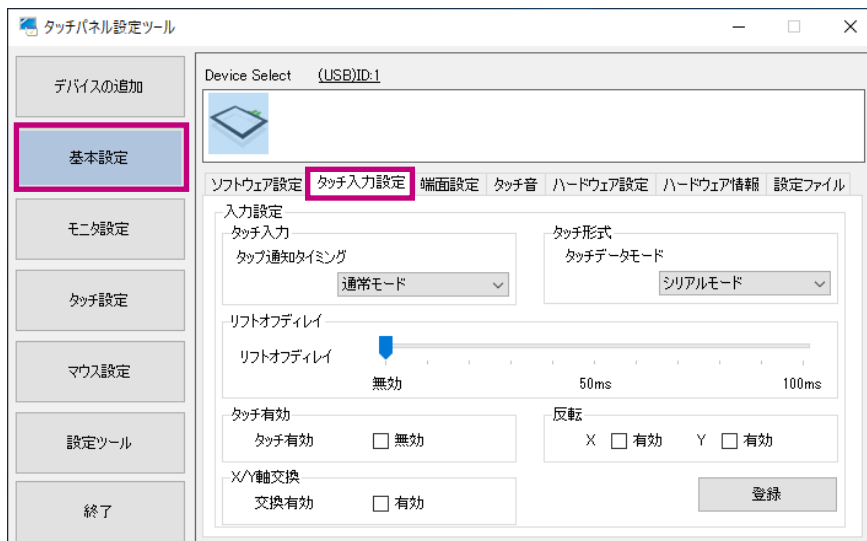 タッチパネル設定ツール
デバイスの追加
基本設定
モニタ設定
タッチ設定
マウス設定
設定ツール
終了
Device Select (USB)ID:1
ソフトウェア設定 タッチ入力設定 端面設定 タッチ音 ハードウェア設定 ハードウェア情報 設定ファイル
入力設定
タッチ入力
タップ通知タイミング
通常モード
タッチ形式
タッチデータモード
シリアルモード
リフトオフディレイ
リフトオフディレイ
無効 50ms 100ms
タッチ有効
タッチ有効 無効
反転
X 有効 Y 有効
X/Y軸交換
交換有効 有効
登録